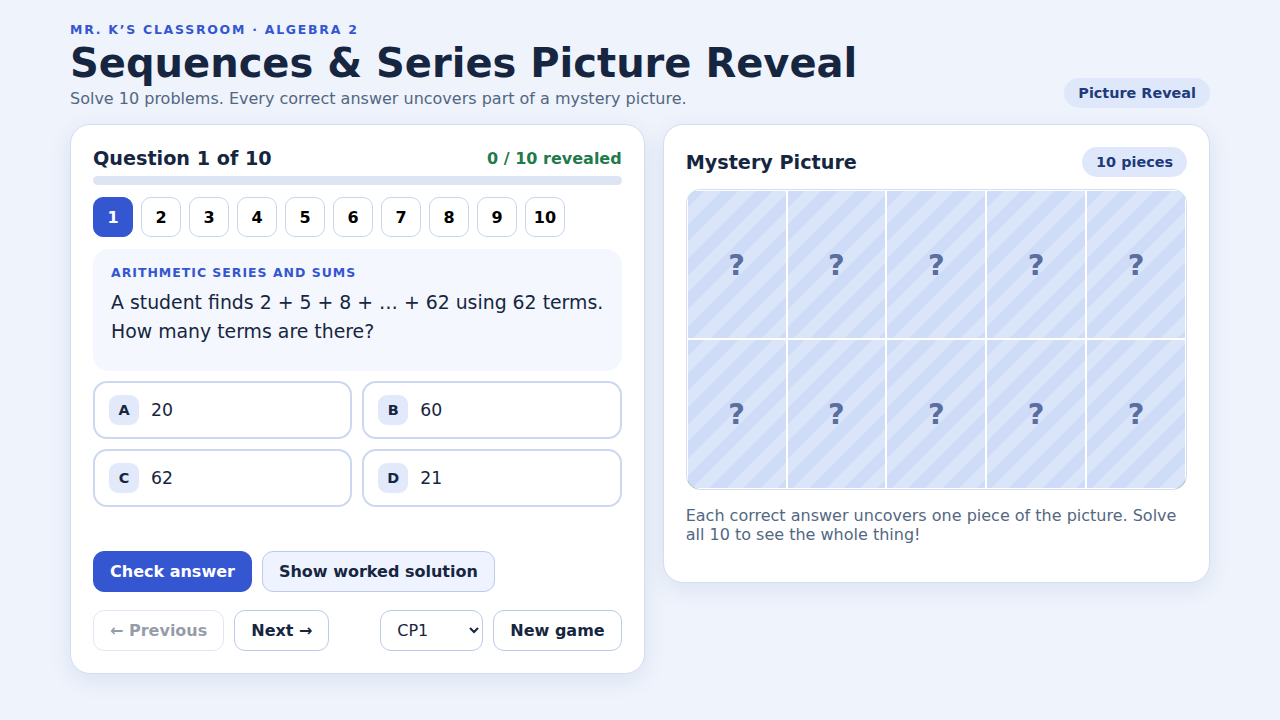 MR. K’S CLASSROOM · ALGEBRA 2
Sequences & Series Picture Reveal
Solve 10 problems. Every correct answer uncovers part of a mystery picture.
Picture Reveal
Question 1 of 10
0 / 10 revealed
1 2 3 4 5 6 7 8 9 10
ARITHMETIC SERIES AND SUMS
A student finds 2 + 5 + 8 + … + 62 using 62 terms.
How many terms are there?
A 20
B 60
C 62
D 21
Check answer
Show worked solution
← Previous
Next →
CP1
New game
Mystery Picture
10 pieces
? ? ? ? ?
? ? ? ? ?
Each correct answer uncovers one piece of the picture. Solve
all 10 to see the whole thing!